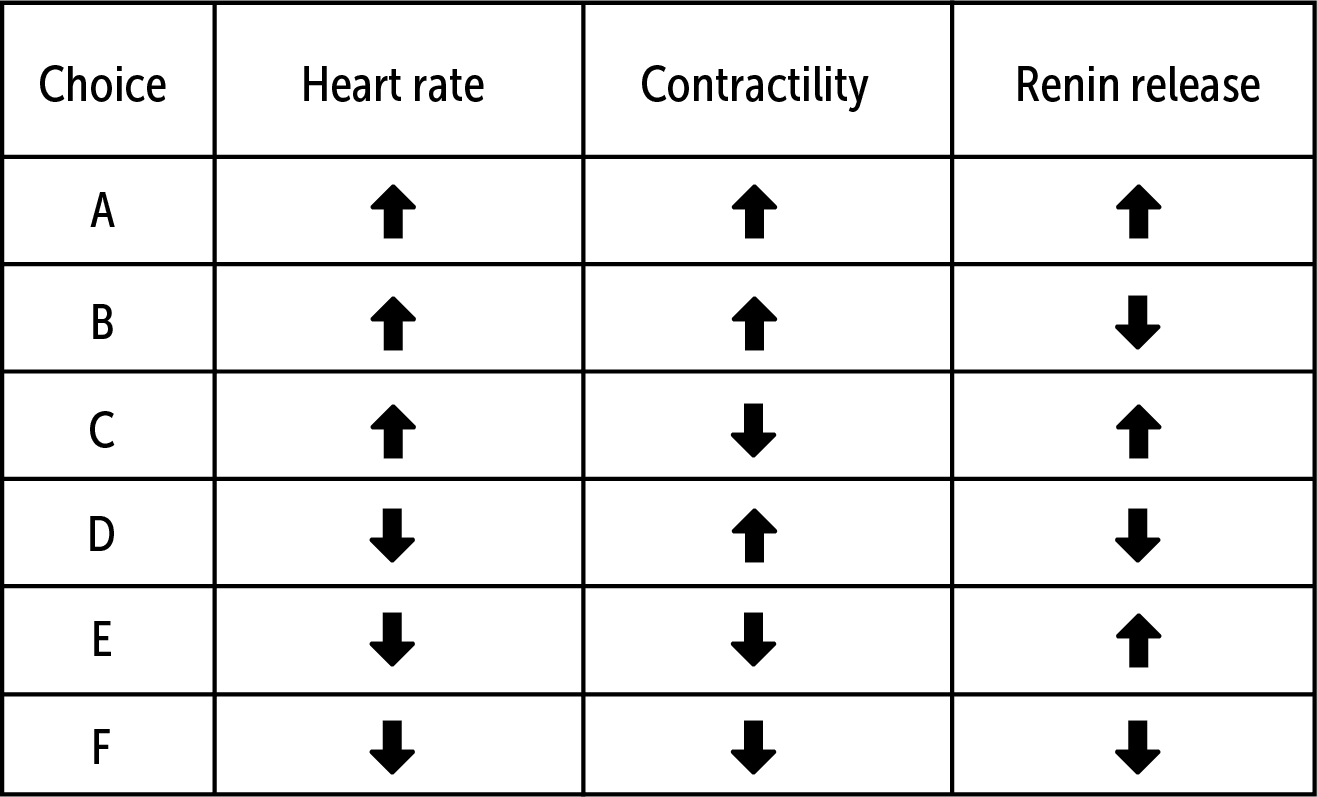 Choice Heart rate Contractility Renin release
A ↑ ↑ ↑
B ↑ ↑ ↓
C ↑ ↓ ↑
D ↓ ↑ ↓
E ↓ ↓ ↑
F ↓ ↓ ↓